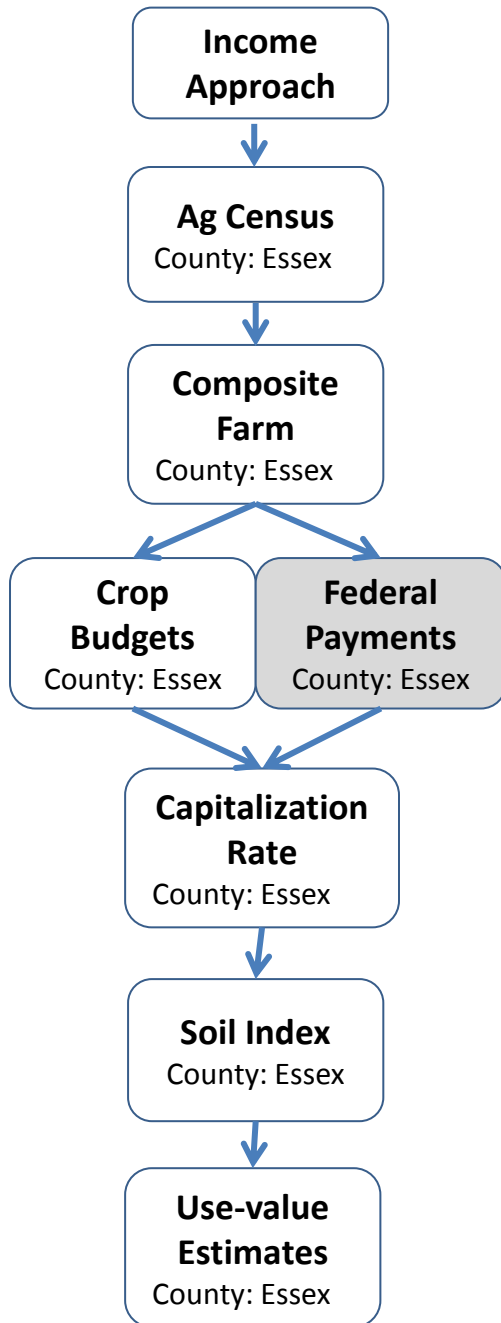 Income
Approach
Ag Census
County: Essex
Composite
Farm
County: Essex
Crop
Budgets
County: Essex
Federal
Payments
County: Essex
Capitalization
Rate
County: Essex
Soil Index
County: Essex
Use-value
Estimates
County: Essex